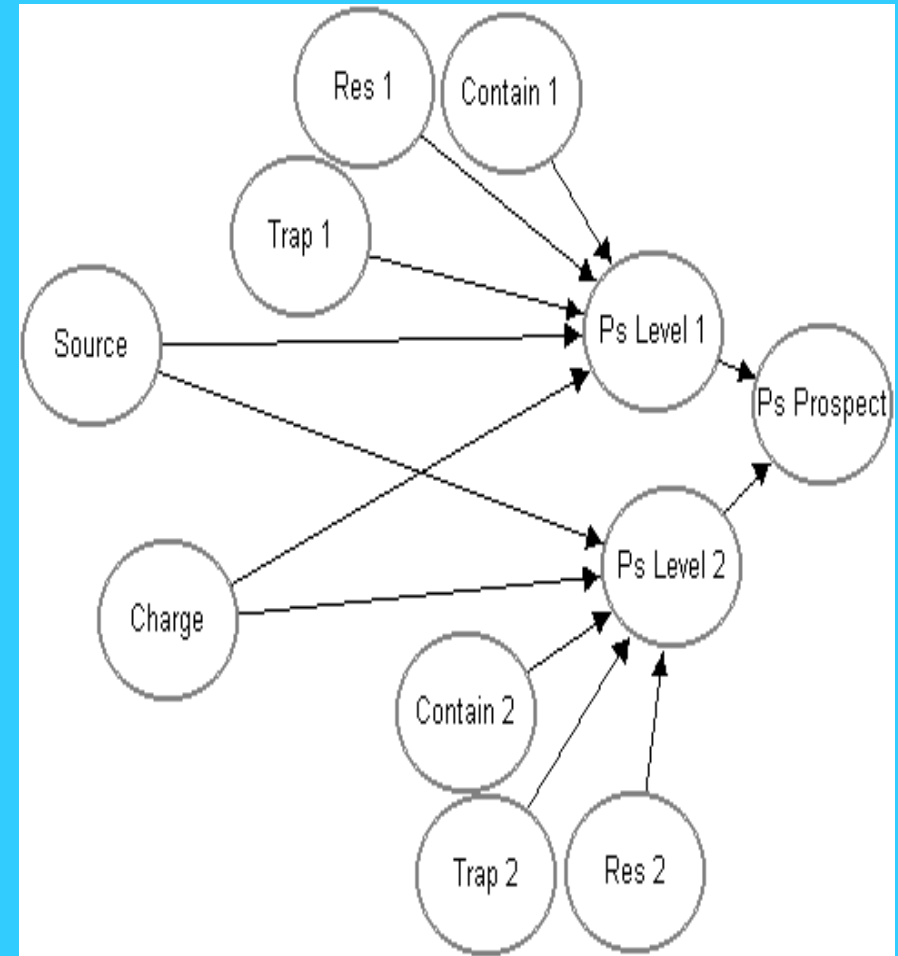 Res 1
Contain 1
Trap 1
Source
Ps Level 1
Ps Prospect
Ps Level 2
Charge
Contain 2
Trap 2
Res 2